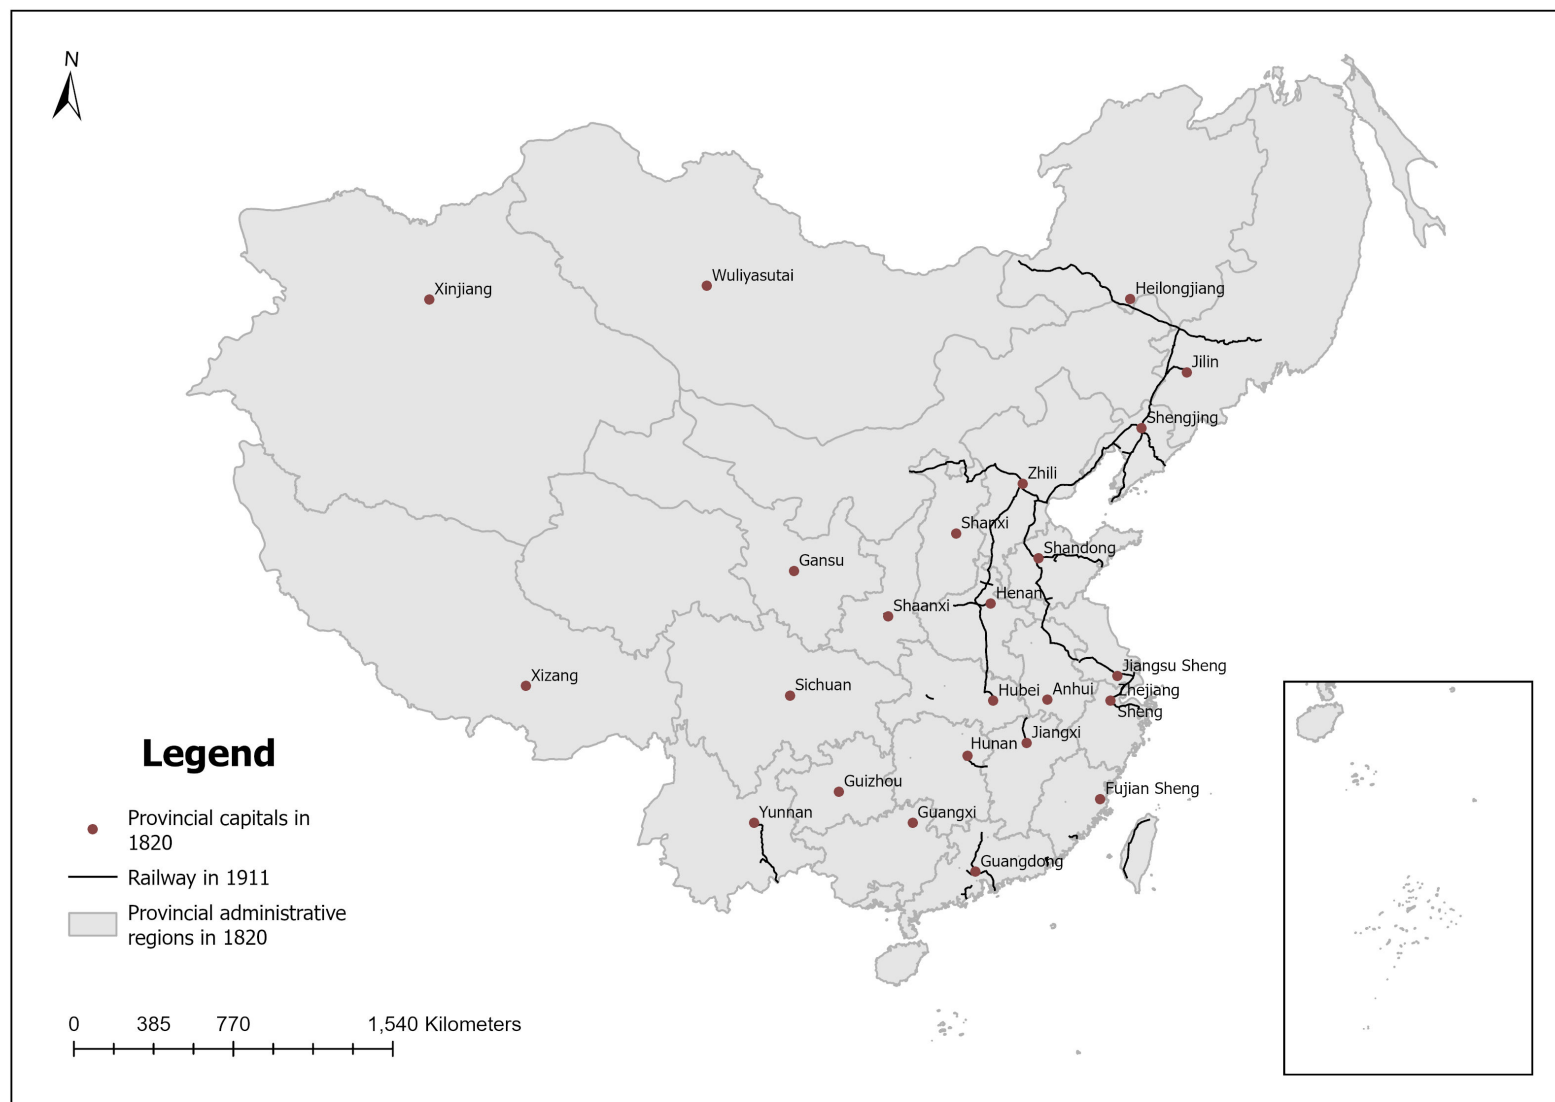 N
Xinjiang
Wuliyasutai
Heilongjiang
Jilin
Shengjing
Zhili
Shanxi
Shandong
Gansu
Henan
Shaanxi
Xizang
Sichuan
Jiangsu Sheng
Hubei
Anhui
Zhejiang
Sheng
Hunan
Jiangxi
Guizhou
Fujian Sheng
Yunnan
Guangxi
Guangdong
Legend
Provincial capitals in
1820
Railway in 1911
Provincial administrative
regions in 1820
0 385 770 1,540 Kilometers